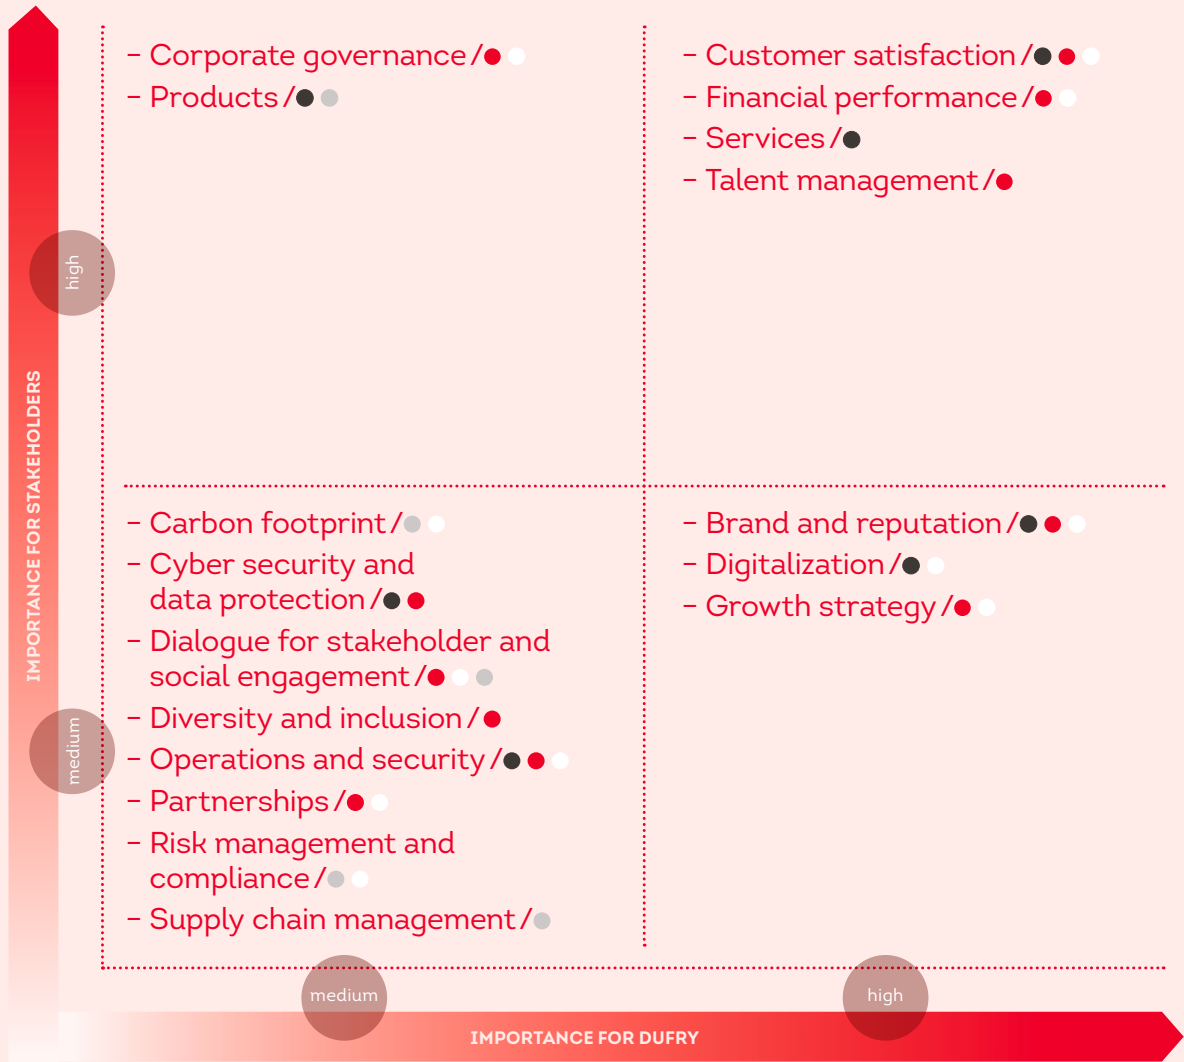 – Corporate governance /
– Products /
– Customer satisfaction /
– Financial performance /
– Services /
– Talent management /
high
IMPORTANCE FOR STAKEHOLDERS
medium
– Carbon footprint /
– Cyber security and
data protection /
– Dialogue for stakeholder and
social engagement /
– Diversity and inclusion /
– Operations and security /
– Partnerships /
– Risk management and
compliance /
– Supply chain management /
– Brand and reputation /
– Digitalization /
– Growth strategy /
medium
high
IMPORTANCE FOR DUFRY